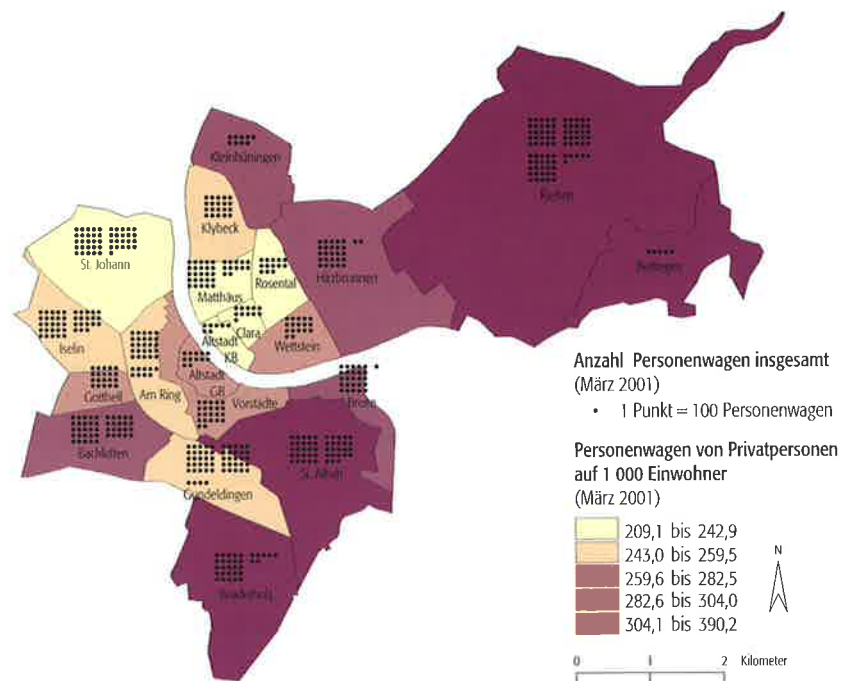 Kleinhüningen
Riehen
Klybeck
Bettingen
St. Johann
Hirzbrunnen
Rosental
Matthäus
Clara
Iselin
Altstadt
KB
Wettstein
Altstadt
GB
Gotthelf
Am Ring
Vorstädte
Breite
Bachletten
St. Alban
Gundeldingen
Bruderholz
Anzahl Personenwagen insgesamt
(März 2001)
1 Punkt = 100 Personenwagen
Personenwagen von Privatpersonen
auf 1 000 Einwohner
(März 2001)
209,1 bis 242,9
243,0 bis 259,5
259,6 bis 282,5
282,6 bis 304,0
304,1 bis 390,2
N
0 1 2 Kilometer